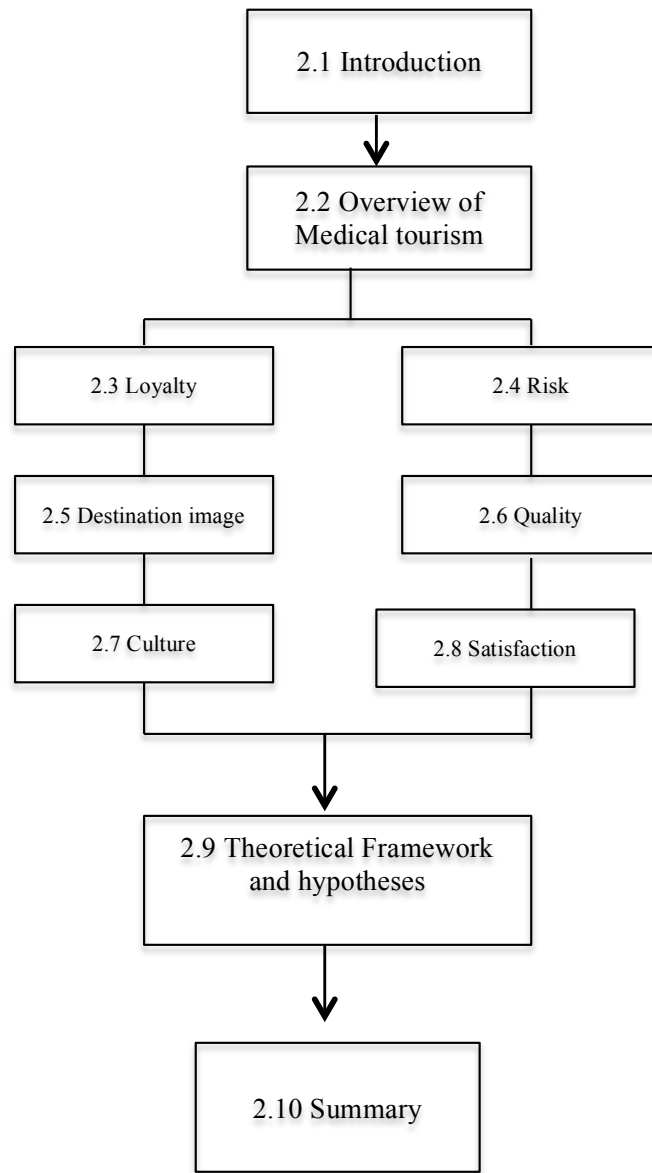 2.1 Introduction
2.2 Overview of
Medical tourism
2.3 Loyalty
2.4 Risk
2.5 Destination image
2.6 Quality
2.7 Culture
2.8 Satisfaction
2.9 Theoretical Framework
and hypotheses
2.10 Summary